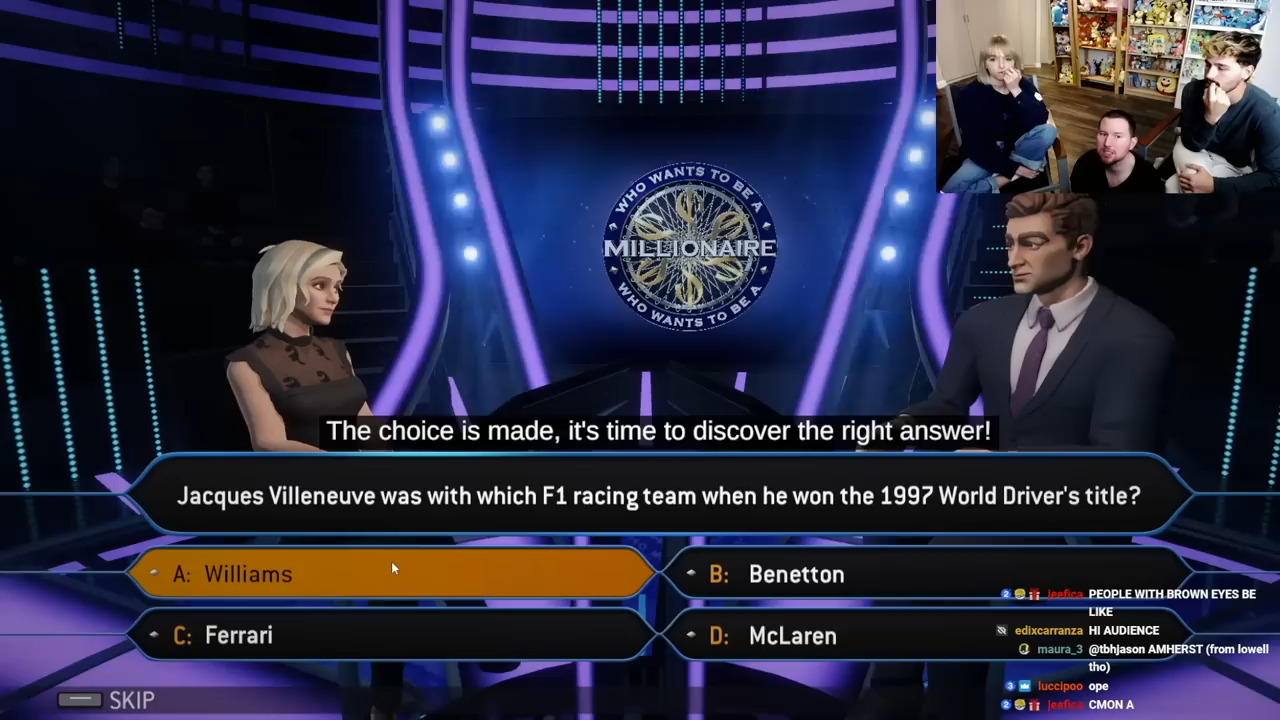 WHO WANTS TO BE A
MILLIONAIRE
WHO WANTS TO BE A
The choice is made, it's time to discover the right answer!
Jacques Villeneuve was with which F1 racing team when he won the 1997 World Driver's title?
A: Williams
B: Benetton
C: Ferrari
D: McLaren
jeefica PEOPLE WITH BROWN EYES BE
LIKE
edixcarranza HI AUDIENCE
maura_3 @tbhjason AMHERST (from lowell
tho)
luccipoo ope
jeefica CMON A
SKIP